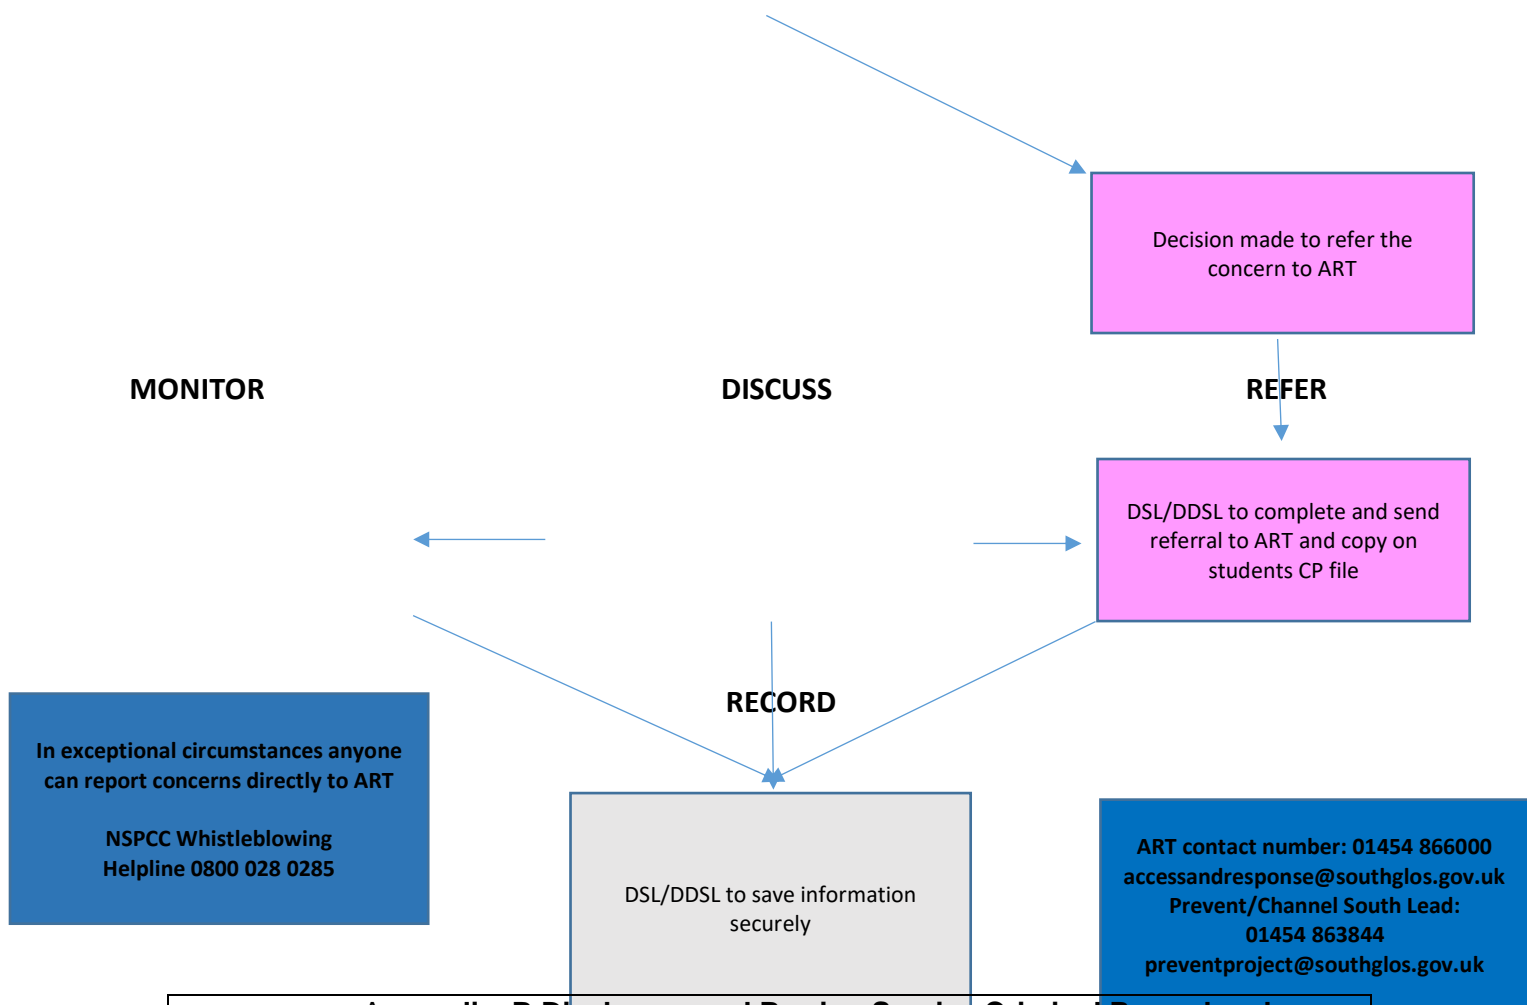 Decision made to refer the
concern to ART
MONITOR
DISCUSS
REFER
DSL/DDSL to complete and send
referral to ART and copy on
students CP file
RECORD
In exceptional circumstances anyone
can report concerns directly to ART
NSPCC Whistleblowing
Helpline 0800 028 0285
DSL/DDSL to save information
securely
ART contact number: 01454 866000
accessandresponse@southglos.gov.uk
Prevent/Channel South Lead:
01454 863844
preventproject@southglos.gov.uk